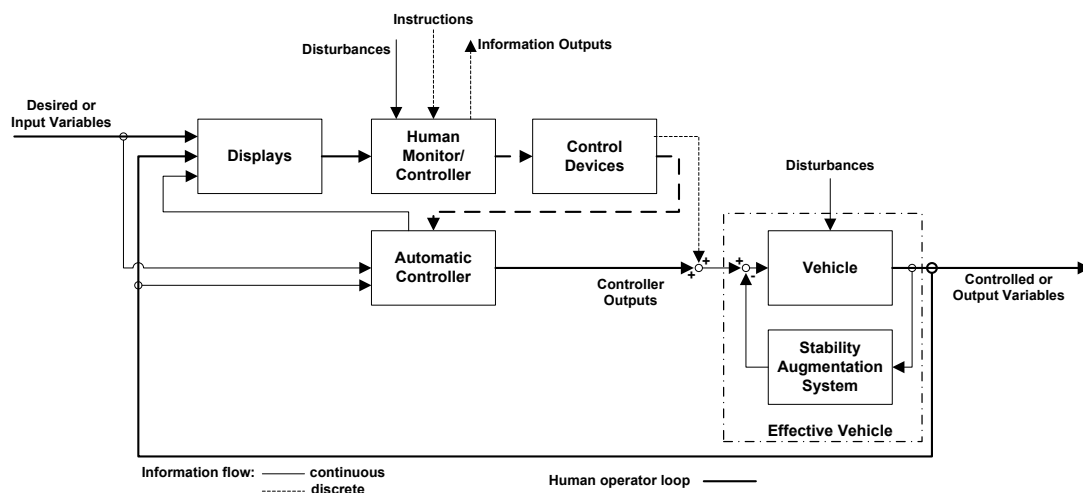 Instructions
Disturbances
Information Outputs
Desired or
Input Variables
Displays
Human
Monitor/
Controller
Control
Devices
Disturbances
Automatic
Controller
+
+
Controller
Outputs
+
-
Vehicle
Controlled or
Output Variables
Stability
Augmentation
System
Effective Vehicle
Information flow:
continuous
discrete
Human operator loop